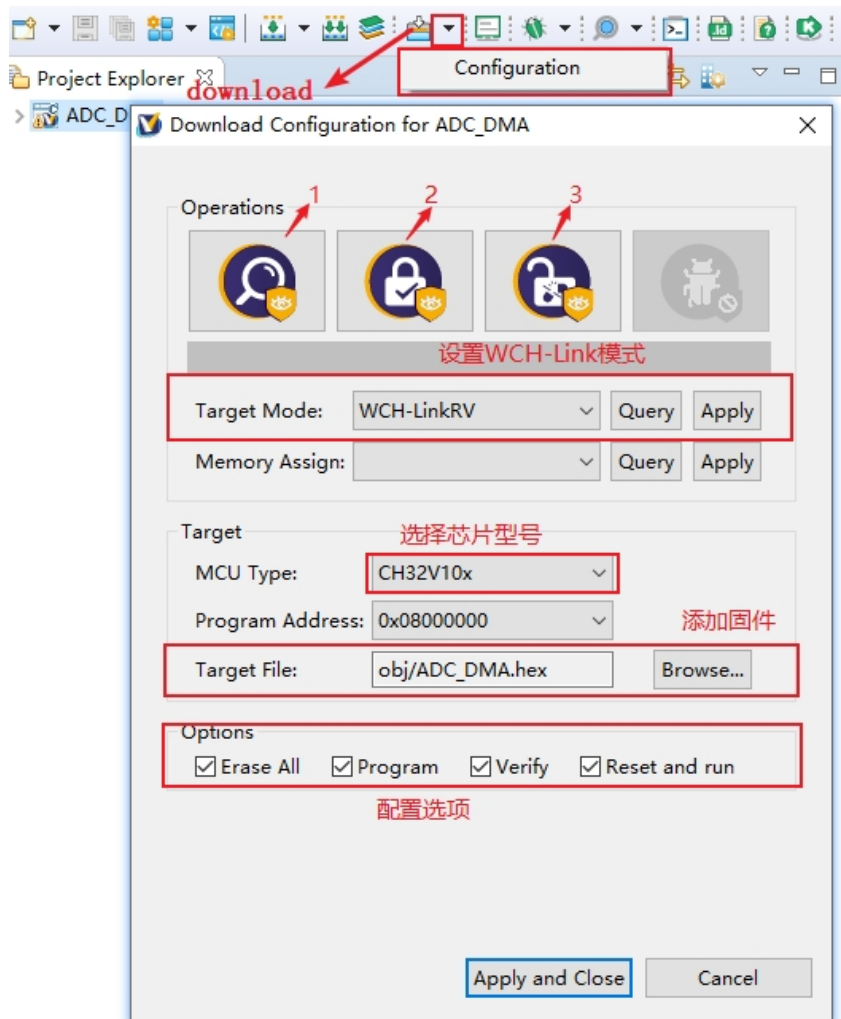 Configuration
Project Explorer
download
ADC_D
Download Configuration for ADC_DMA
Operations
1
2
3
设置WCH-Link模式
Target Mode: WCH-LinkRV Query Apply
Memory Assign: Query Apply
Target
选择芯片型号
MCU Type: CH32V10x
Program Address: 0x08000000
添加固件
Target File: obj/ADC_DMA.hex Browse...
Options
Erase All Program Verify Reset and run
配置选项
Apply and Close Cancel